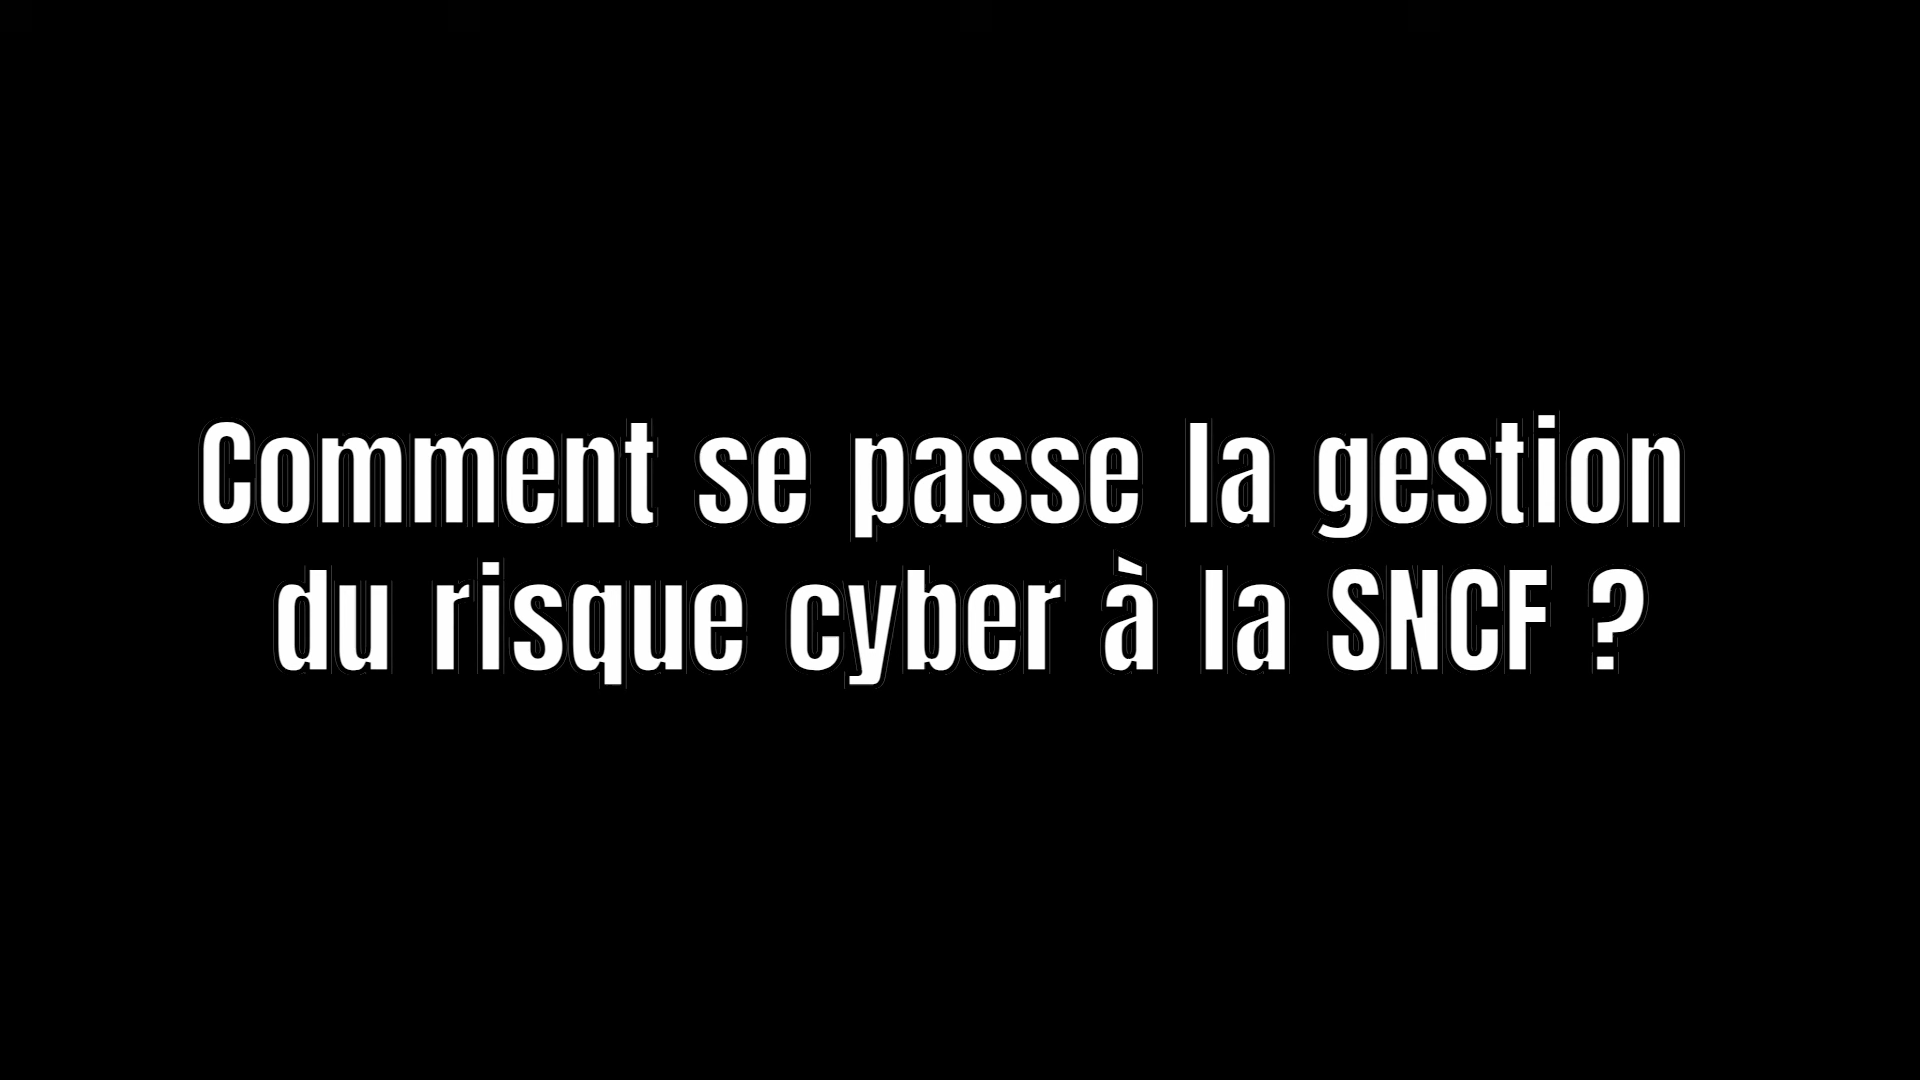 Comment se passe la gestion
du risque cyber à la SNCF ?